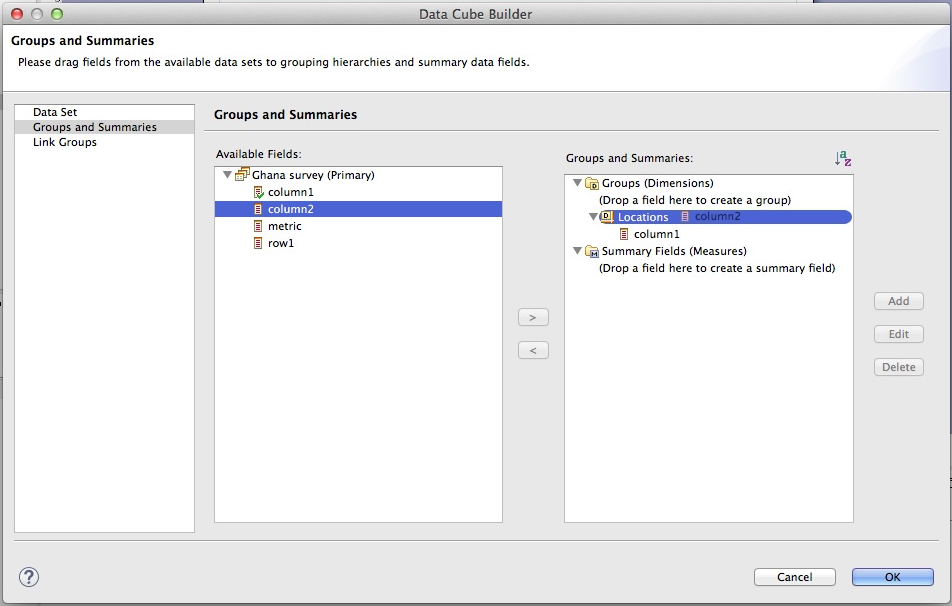 Data Cube Builder
Groups and Summaries
Please drag fields from the available data sets to grouping hierarchies and summary data fields.
Data Set
Groups and Summaries
Link Groups
Groups and Summaries
Available Fields:
Ghana survey (Primary)
column1
column2
metric
row1
>
<
Groups and Summaries:
Groups (Dimensions)
(Drop a field here to create a group)
Locations column2
column1
Summary Fields (Measures)
(Drop a field here to create a summary field)
Add
Edit
Delete
?
Cancel
OK